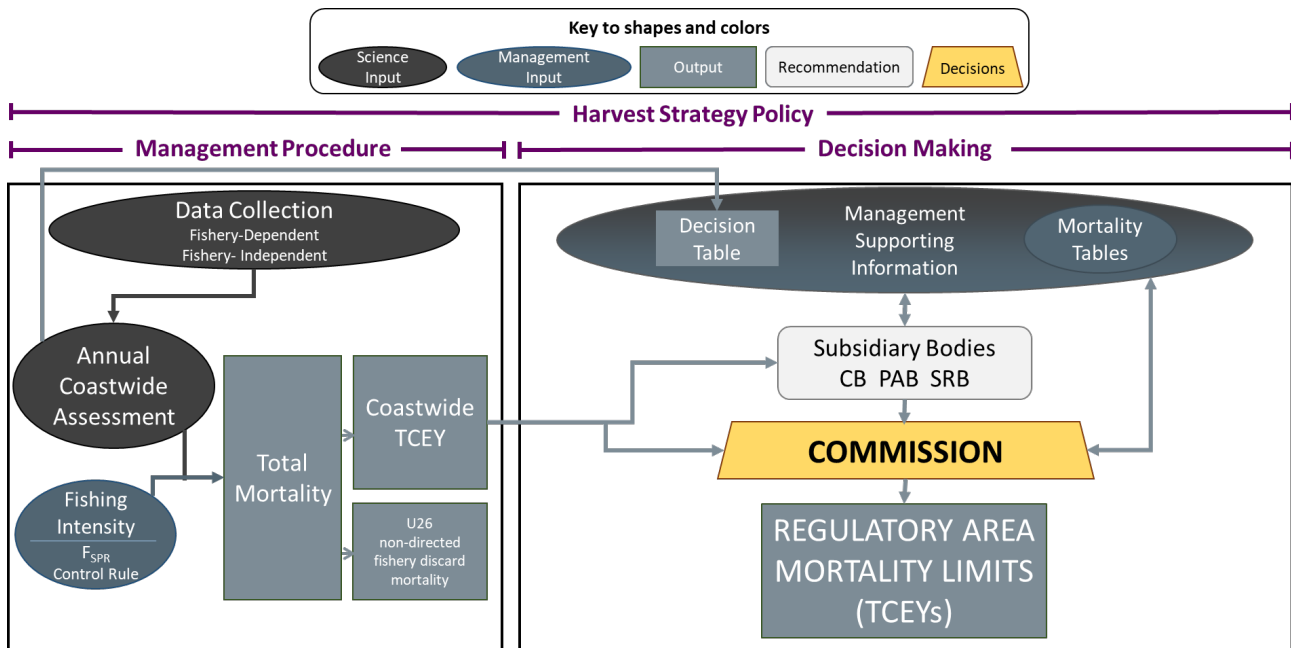 Key to shapes and colors
Science
Input
Management
Input
Output
Recommendation
Decisions
Harvest Strategy Policy
Management Procedure
Decision Making
Data Collection
Fishery-Dependent
Fishery- Independent
Annual
Coastwide
Assessment
Fishing
Intensity
FSPR
Control Rule
Total
Mortality
Coastwide
TCEY
U26
non-directed
fishery discard
mortality
Decision
Table
Management
Supporting
Information
Mortality
Tables
Subsidiary Bodies
CB PAB SRB
COMMISSION
REGULATORY AREA
MORTALITY LIMITS
(TCEYs)